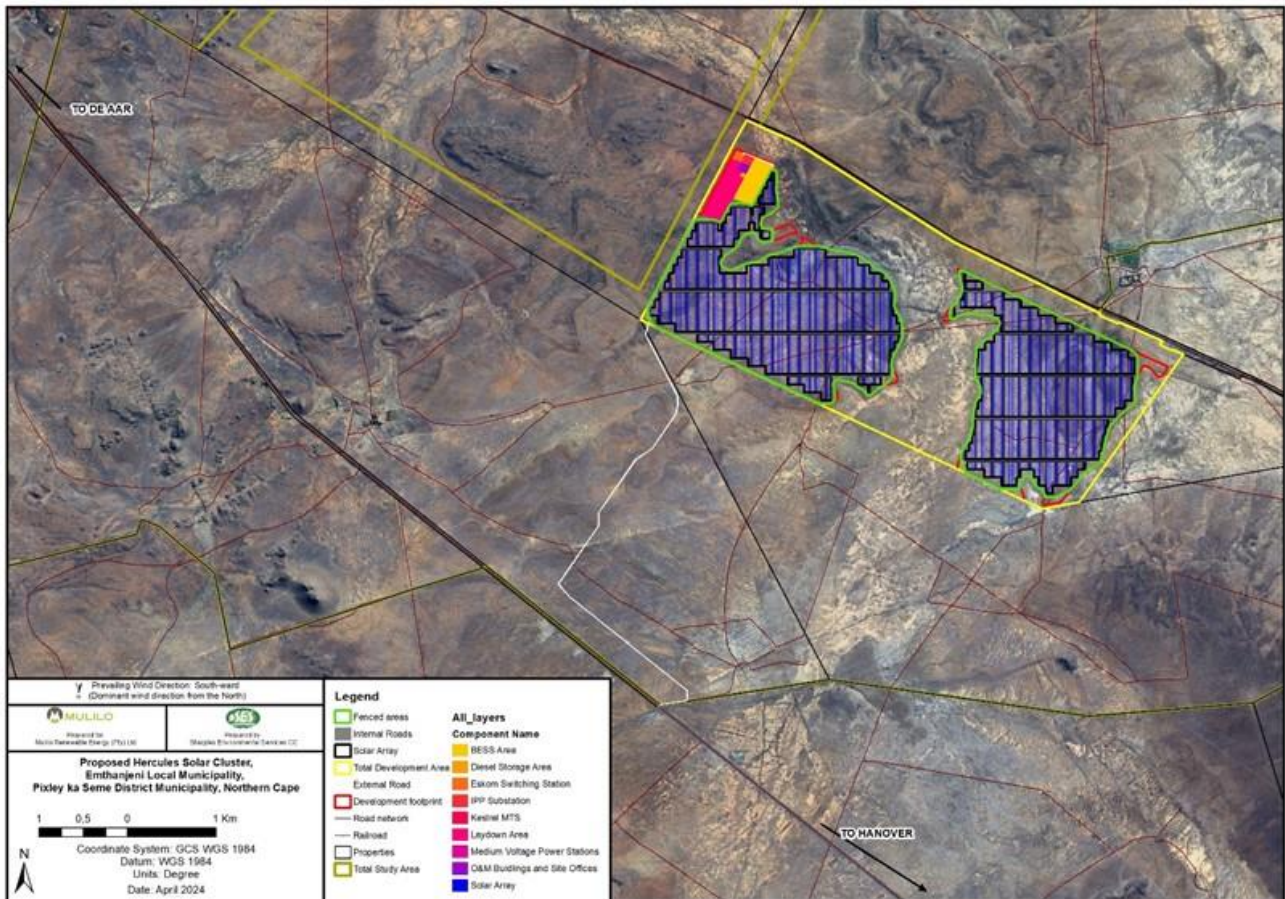 TO DE AAR
TO HANOVER
Prevailing Wind Direction: South-ward
(Dominant wind direction from the North)
MULILO
Prepared for
Mulilo Renewable Energy (Pty) Ltd
SES
Prepared by
Sharples Environmental Services CC
Proposed Hercules Solar Cluster,
Emthanjeni Local Municipality,
Pixley ka Seme District Municipality, Northern Cape
1 0,5 0 1 Km
Coordinate System: GCS WGS 1984
Datum: WGS 1984
Units: Degree
Date: April 2024
N
Legend
Fenced areas
Internal Roads
Solar Array
Total Development Area
External Road
Development footprint
Road network
Railroad
Properties
Total Study Area
All_layers
Component Name
BESS Area
Diesel Storage Area
Eskom Switching Station
IPP Substation
Kestrel MTS
Laydown Area
Medium Voltage Power Stations
O&M Buidlings and Site Offices
Solar Array